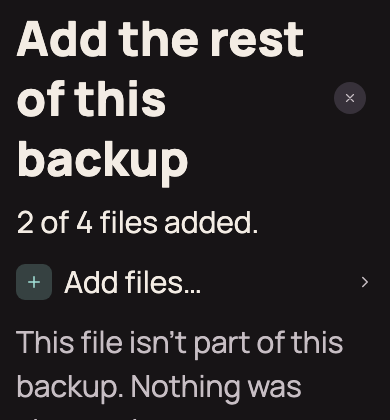 Add the rest
of this
backup
2 of 4 files added.
Add files…
This file isn’t part of this
backup. Nothing was